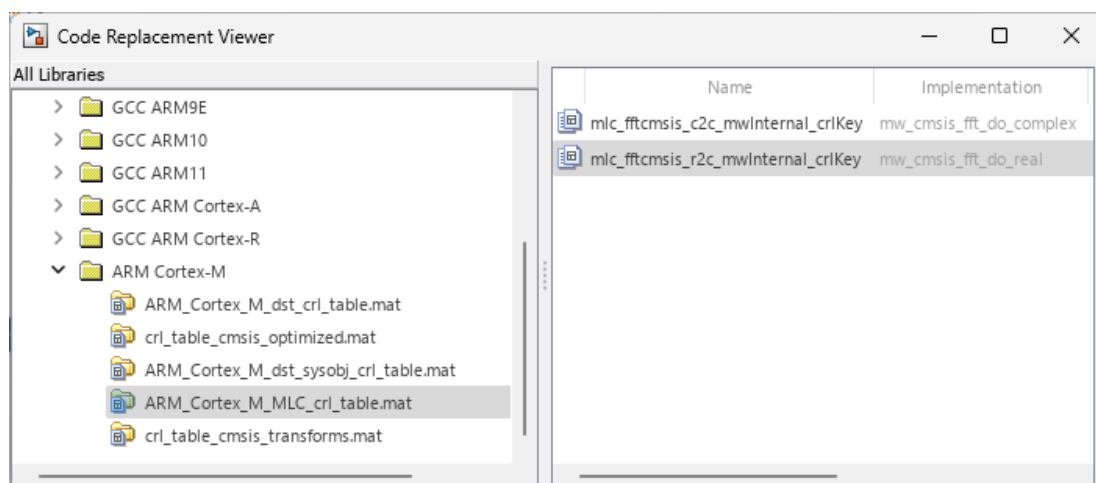 Code Replacement Viewer
All Libraries
GCC ARM9E
GCC ARM10
GCC ARM11
GCC ARM Cortex-A
GCC ARM Cortex-R
ARM Cortex-M
ARM_Cortex_M_dst_crl_table.mat
crl_table_cmsis_optimized.mat
ARM_Cortex_M_dst_sysobj_crl_table.mat
ARM_Cortex_M_MLC_crl_table.mat
crl_table_cmsis_transforms.mat
Name Implementation
mlc_fftcmsis_c2c_mwInternal_crlKey mw_cmsis_fft_do_complex
mlc_fftcmsis_r2c_mwInternal_crlKey mw_cmsis_fft_do_real